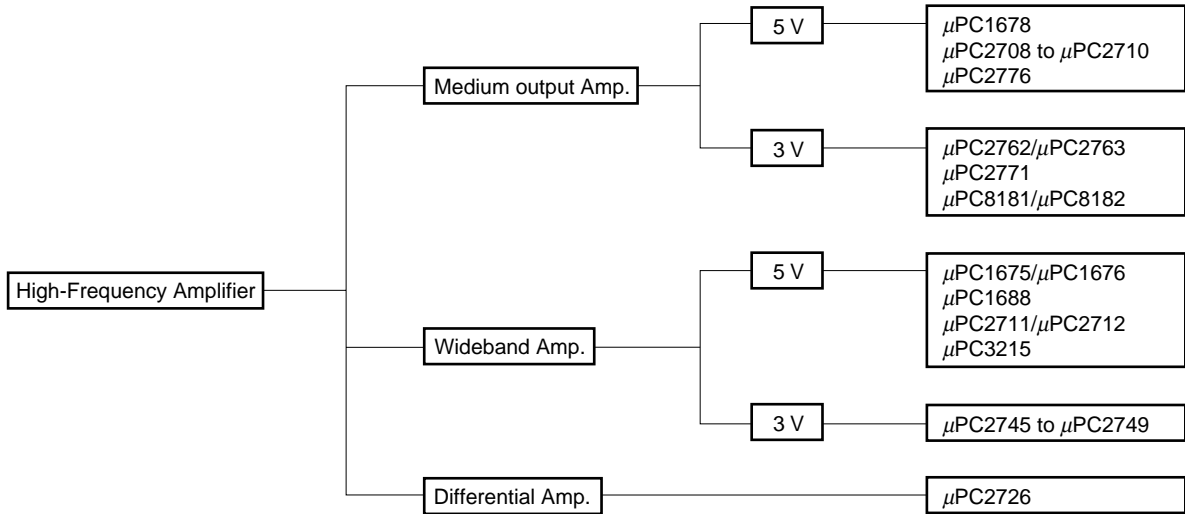 High-Frequency Amplifier
Medium output Amp.
5 V
μPC1678
μPC2708 to μPC2710
μPC2776
3 V
μPC2762/μPC2763
μPC2771
μPC8181/μPC8182
Wideband Amp.
5 V
μPC1675/μPC1676
μPC1688
μPC2711/μPC2712
μPC3215
3 V
μPC2745 to μPC2749
Differential Amp.
μPC2726